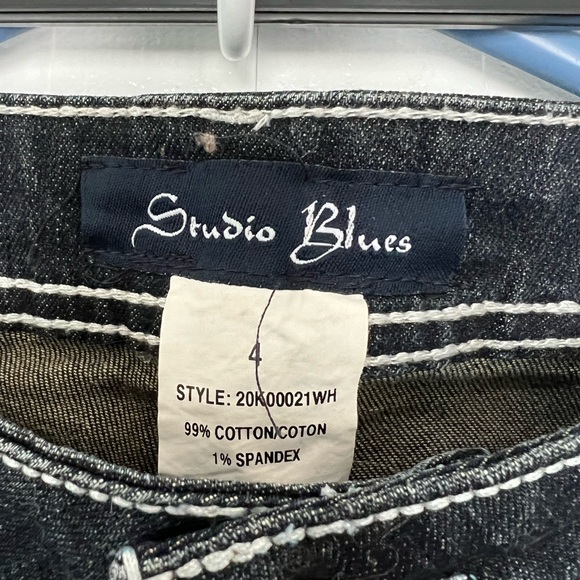 Studio Blues
4
STYLE: 20K00021WH
99% COTTON/COTON
1% SPANDEX